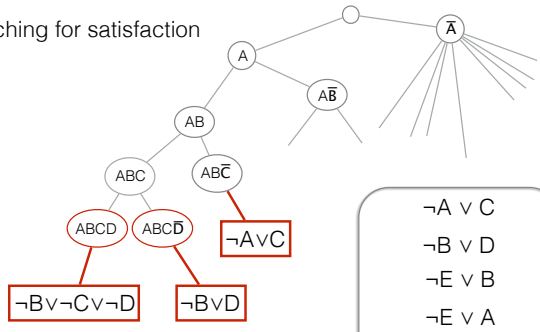 ching for satisfaction
A̅
A
AB̅
AB
ABC
ABC̅
ABCD
ABCD̅
¬A∨C
¬B∨¬C∨¬D
¬B∨D
¬A ∨ C
¬B ∨ D
¬E ∨ B
¬E ∨ A